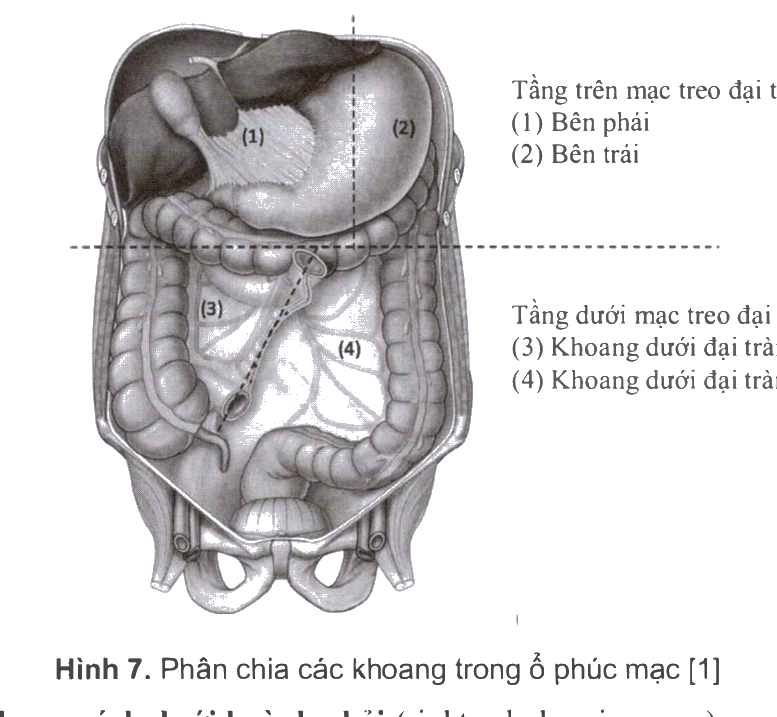 Tầng trên mạc treo đại t
(1) Bên phải
(2) Bên trái
(1)
(2)
(3)
(4)
Tầng dưới mạc treo đại
(3) Khoang dưới đại tràn
(4) Khoang dưới đại tràn
Hình 7. Phân chia các khoang trong ổ phúc mạc [1]